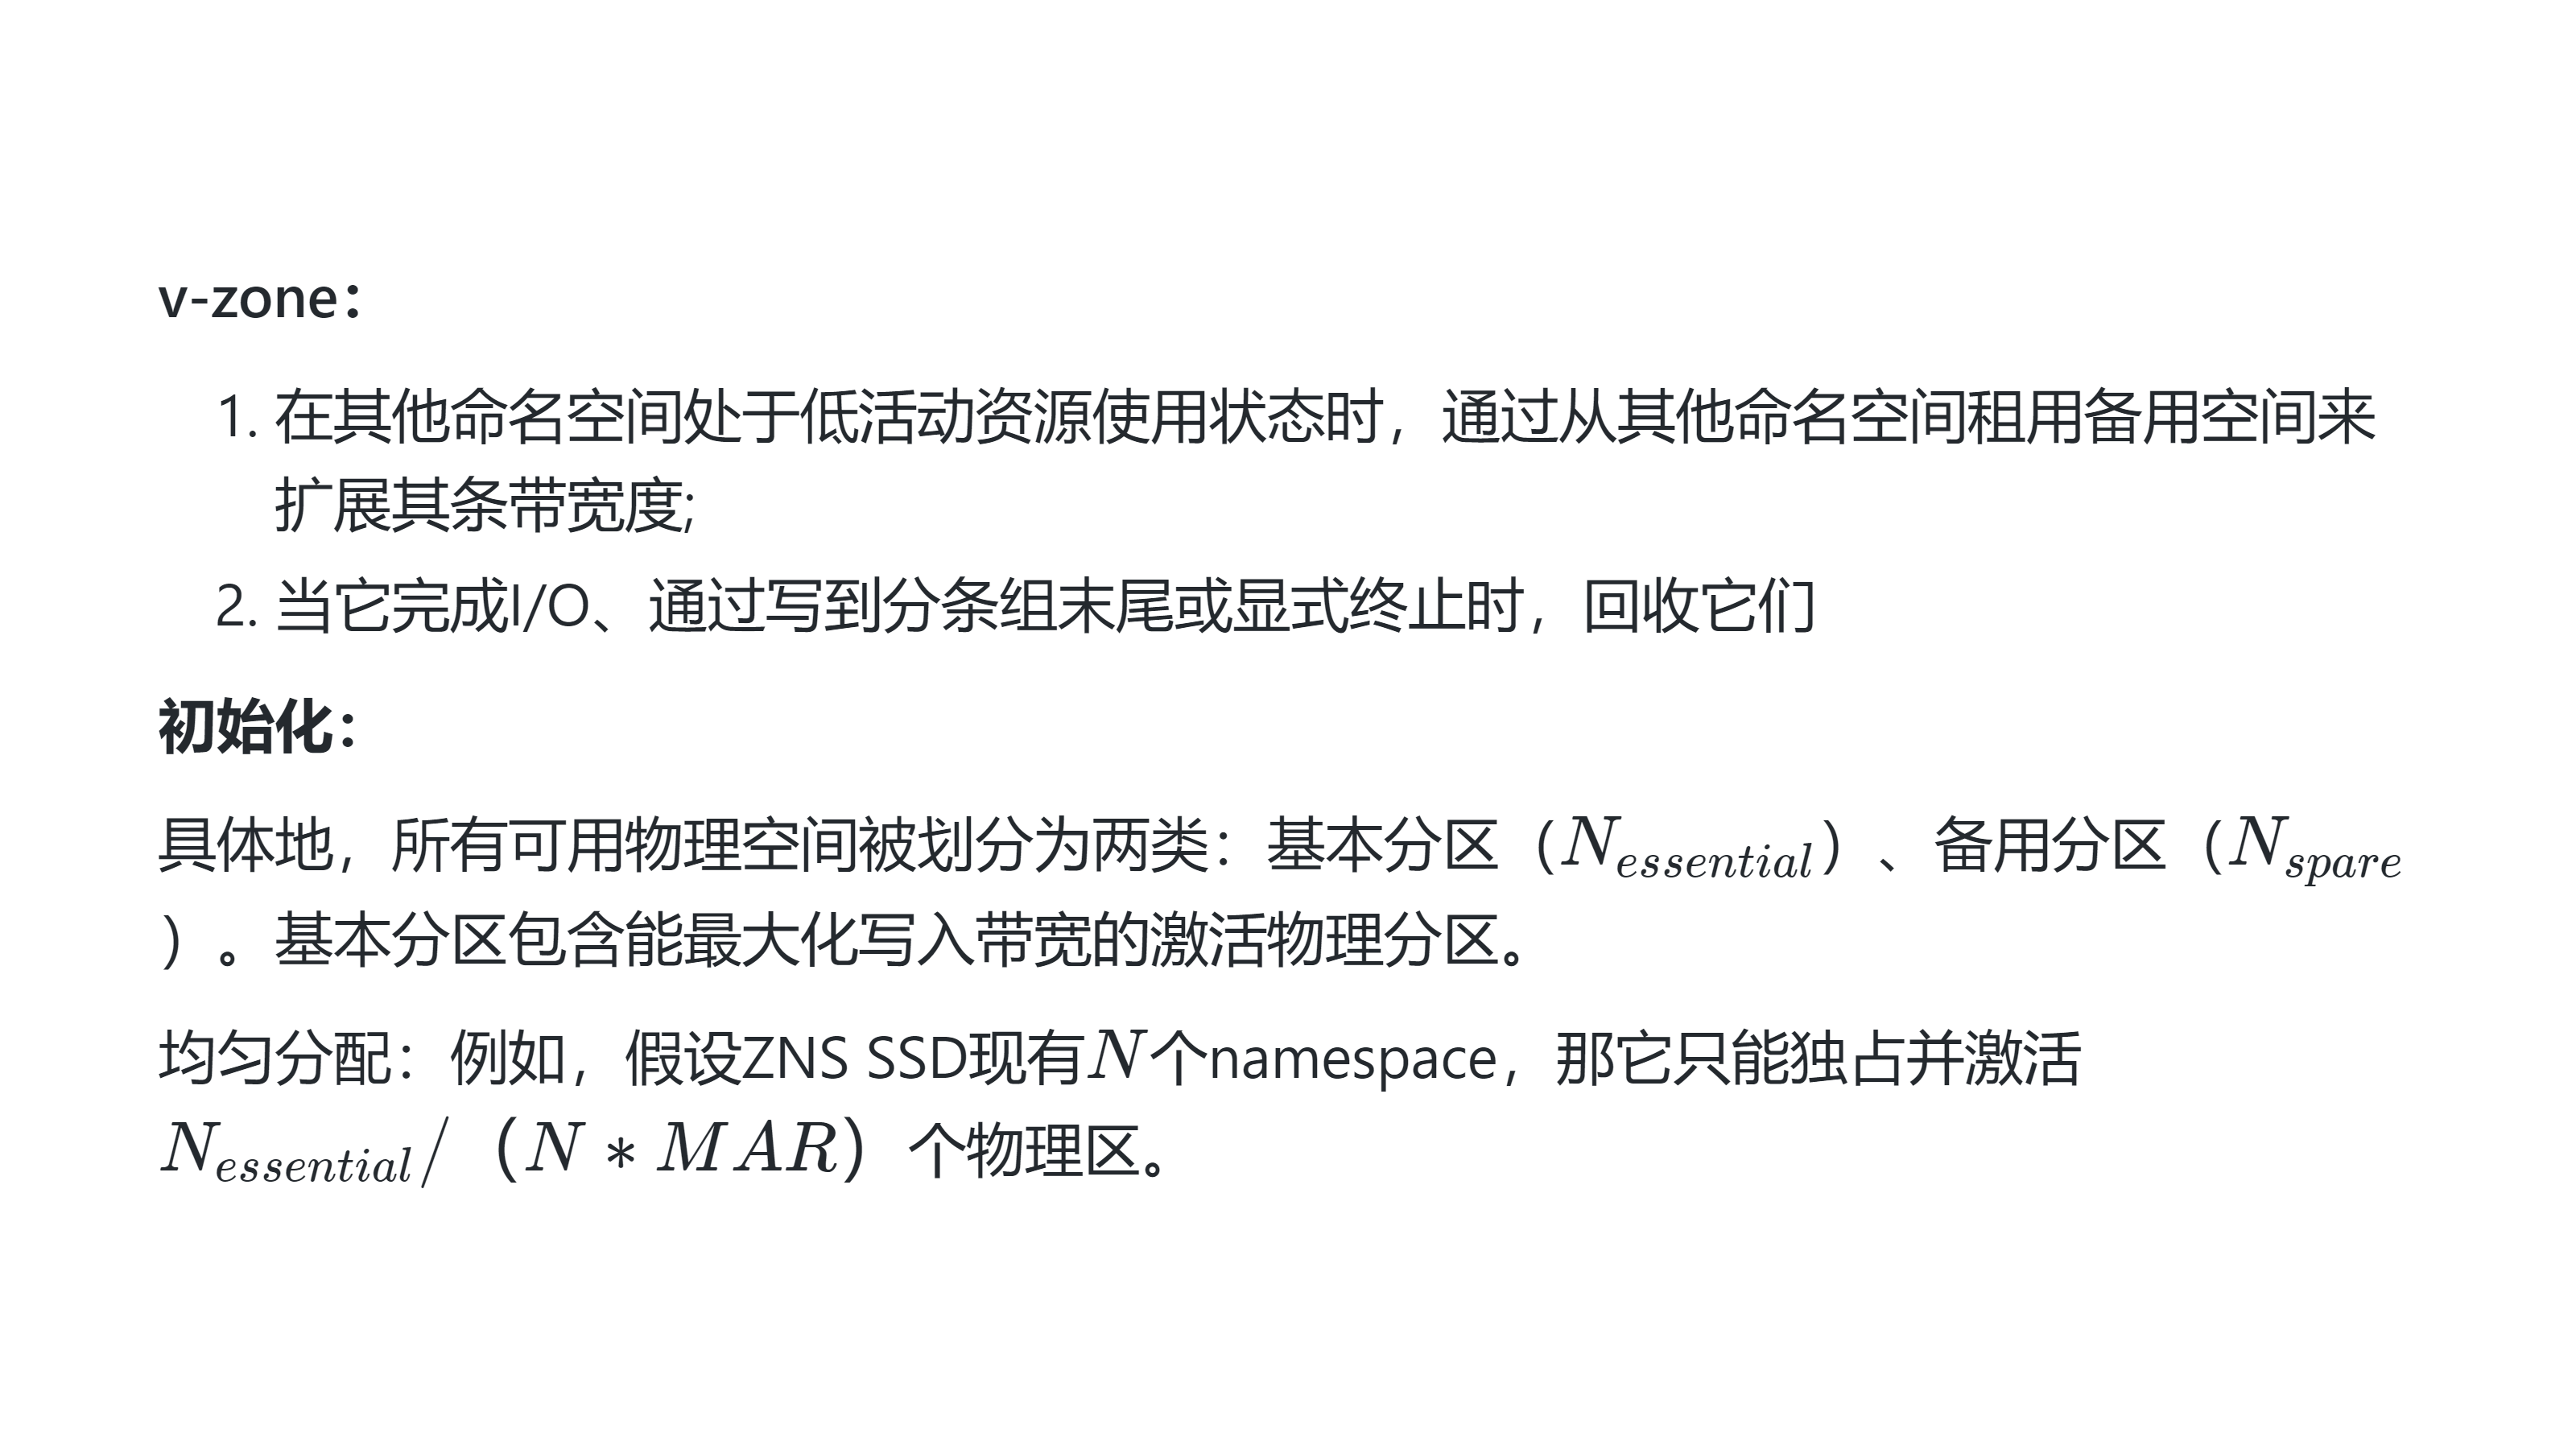 v-zone：
1. 在其他命名空间处于低活动资源使用状态时，通过从其他命名空间租用备用空间来
扩展其条带宽度;
2. 当它完成I/O、通过写到分条组末尾或显式终止时，回收它们
初始化：
具体地，所有可用物理空间被划分为两类：基本分区（$N_{essential}$）、备用分区（$N_{spare}$
）。基本分区包含能最大化写入带宽的激活物理分区。
均匀分配：例如，假设ZNS SSD现有$N$个namespace，那它只能独占并激活
$N_{essential}/（N * MAR）$个物理区。